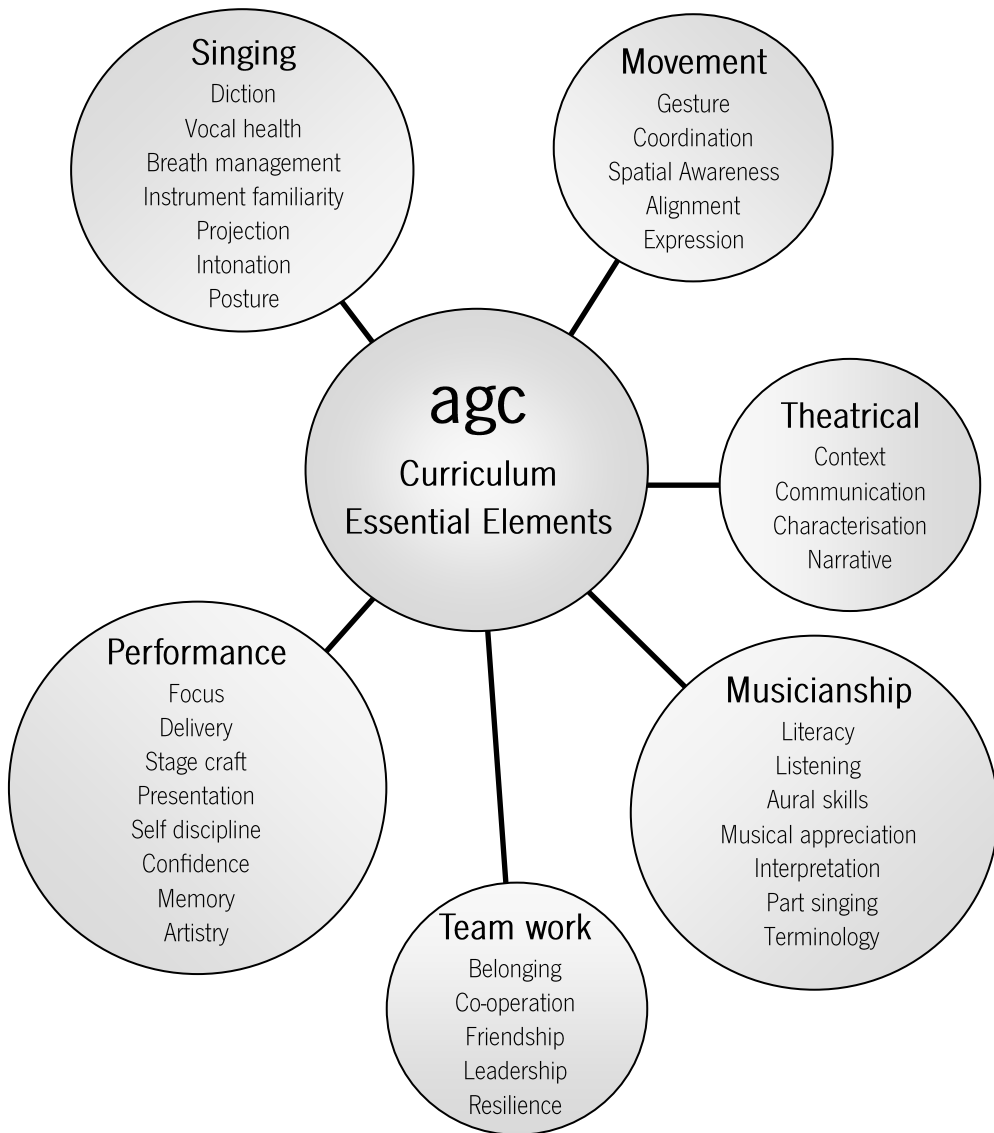 Singing
Diction
Vocal health
Breath management
Instrument familiarity
Projection
Intonation
Posture
Movement
Gesture
Coordination
Spatial Awareness
Alignment
Expression
agc
Curriculum
Essential Elements
Theatrical
Context
Communication
Characterisation
Narrative
Performance
Focus
Delivery
Stage craft
Presentation
Self discipline
Confidence
Memory
Artistry
Musicianship
Literacy
Listening
Aural skills
Musical appreciation
Interpretation
Part singing
Terminology
Team work
Belonging
Co-operation
Friendship
Leadership
Resilience